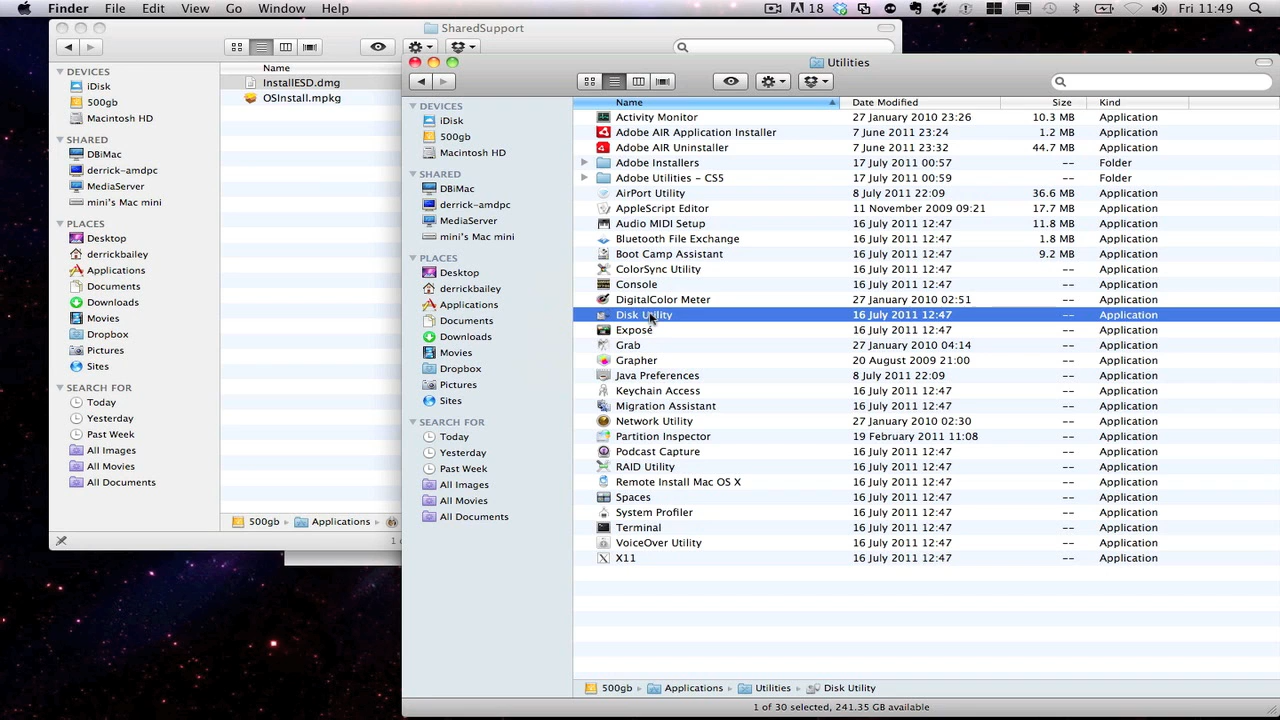 Finder File Edit View Go Window Help 18 Fri 11:49
SharedSupport
Name
DEVICES
iDisk
500gb
Macintosh HD
SHARED
DBiMac
derrick-amdpc
MediaServer
mini's Mac mini
PLACES
Desktop
derrickbailey
Applications
Documents
Downloads
Movies
Dropbox
Pictures
Sites
SEARCH FOR
Today
Yesterday
Past Week
All Images
All Movies
All Documents
InstallESD.dmg
OSInstall.mpkg
500gb Applications
Utilities
DEVICES
iDisk
500gb
Macintosh HD
SHARED
DBiMac
derrick-amdpc
MediaServer
mini's Mac mini
PLACES
Desktop
derrickbailey
Applications
Documents
Downloads
Movies
Dropbox
Pictures
Sites
SEARCH FOR
Today
Yesterday
Past Week
All Images
All Movies
All Documents
Name Date Modified Size Kind
Activity Monitor 27 January 2010 23:26 10.3 MB Application
Adobe AIR Application Installer 7 June 2011 23:24 1.2 MB Application
Adobe AIR Uninstaller 7 June 2011 23:32 44.7 MB Application
Adobe Installers 17 July 2011 00:57 -- Folder
Adobe Utilities - CS5 17 July 2011 00:59 -- Folder
AirPort Utility 8 July 2011 22:09 36.6 MB Application
AppleScript Editor 11 November 2009 09:21 17.7 MB Application
Audio MIDI Setup 16 July 2011 12:47 11.8 MB Application
Bluetooth File Exchange 16 July 2011 12:47 1.8 MB Application
Boot Camp Assistant 16 July 2011 12:47 9.2 MB Application
ColorSync Utility 16 July 2011 12:47 -- Application
Console 16 July 2011 12:47 -- Application
DigitalColor Meter 27 January 2010 02:51 -- Application
Disk Utility 16 July 2011 12:47 -- Application
Exposé 16 July 2011 12:47 -- Application
Grab 27 January 2010 04:14 -- Application
Grapher 20 August 2009 21:00 -- Application
Java Preferences 8 July 2011 22:09 -- Application
Keychain Access 16 July 2011 12:47 -- Application
Migration Assistant 16 July 2011 12:47 -- Application
Network Utility 27 January 2010 02:30 -- Application
Partition Inspector 19 February 2011 11:08 -- Application
Podcast Capture 16 July 2011 12:47 -- Application
RAID Utility 16 July 2011 12:47 -- Application
Remote Install Mac OS X 16 July 2011 12:47 -- Application
Spaces 16 July 2011 12:47 -- Application
System Profiler 16 July 2011 12:47 -- Application
Terminal 16 July 2011 12:47 -- Application
VoiceOver Utility 16 July 2011 12:47 -- Application
X11 16 July 2011 12:47 -- Application
500gb Applications Utilities Disk Utility
1 of 30 selected, 241.35 GB available